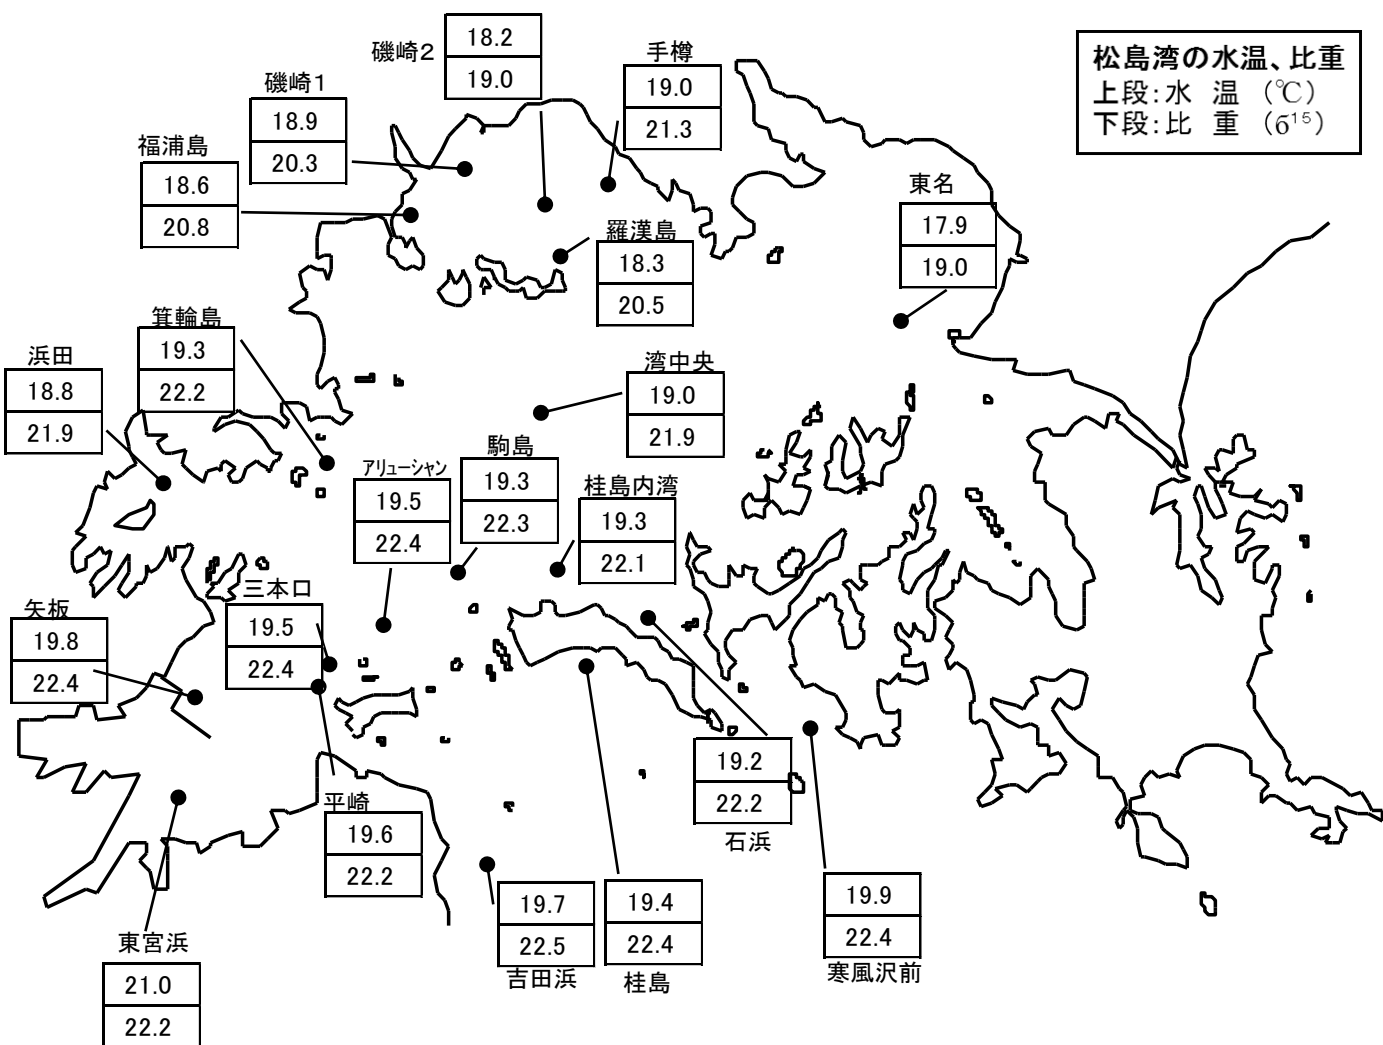 松島湾の水温、比重
上段:水 温 (℃)
下段:比 重 (б¹⁵)
磯崎2
18.2
19.0
手樽
19.0
21.3
磯崎1
18.9
20.3
福浦島
18.6
20.8
東名
17.9
19.0
羅漢島
18.3
20.5
箕輪島
19.3
22.2
浜田
18.8
21.9
湾中央
19.0
21.9
駒島
19.3
22.3
アリューシャン
19.5
22.4
桂島内湾
19.3
22.1
三本口
19.5
22.4
矢板
19.8
22.4
19.2
22.2
石浜
平崎
19.6
22.2
19.7
22.5
吉田浜
19.4
22.4
桂島
19.9
22.4
寒風沢前
東宮浜
21.0
22.2